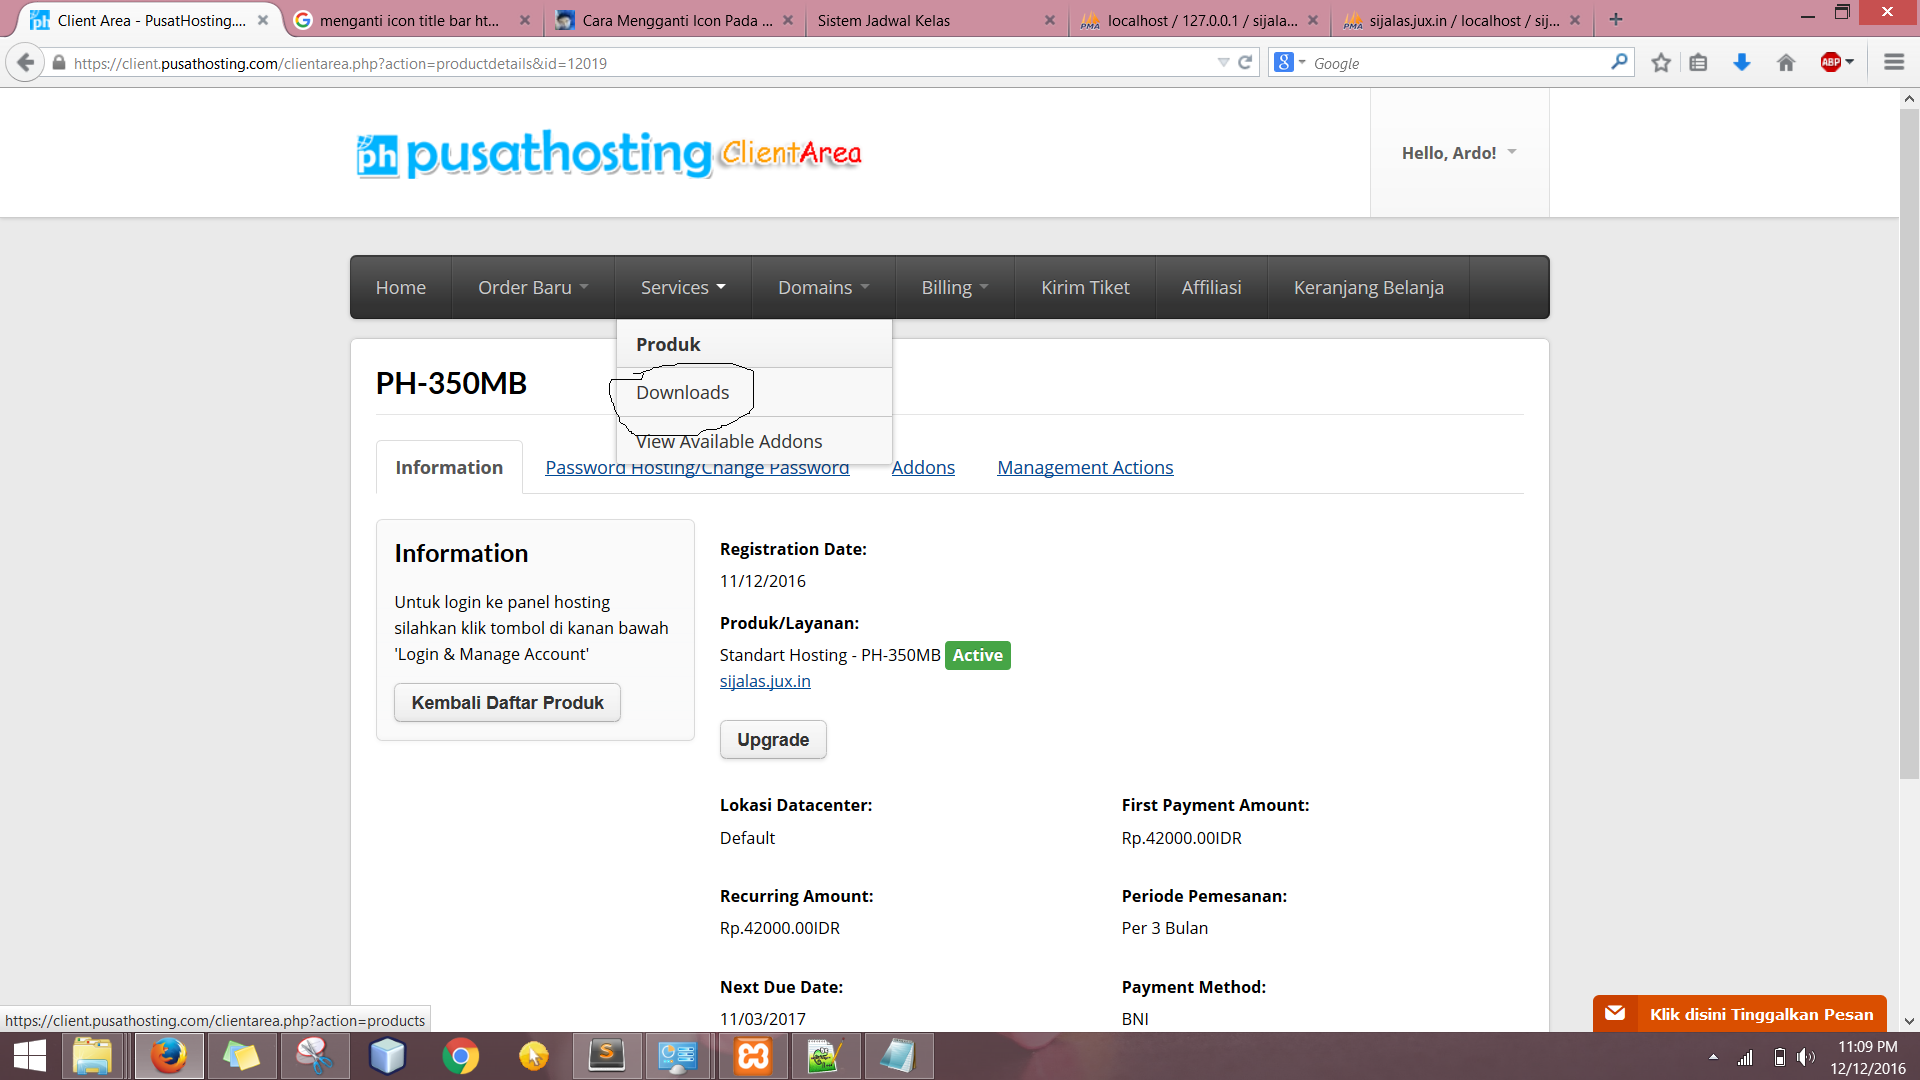 Client Area - PusatHosting....
menganti icon title bar ht...
Cara Mengganti Icon Pada ...
Sistem Jadwal Kelas
PMA
localhost / 127.0.0.1 / sijala...
PMA
sijalas.jux.in / localhost / sij...
https://client.pusathosting.com/clientarea.php?action=productdetails&id=12019
Google
ABP
ph pusathosting ClientArea
Hello, Ardo!
Home
Order Baru
Services
Domains
Billing
Kirim Tiket
Affiliasi
Keranjang Belanja
Produk
Downloads
View Available Addons
PH-350MB
Information
Password Hosting/Change Password
Addons
Management Actions
Information
Untuk login ke panel hosting
silahkan klik tombol di kanan bawah
'Login & Manage Account'
Kembali Daftar Produk
Registration Date:
11/12/2016
Produk/Layanan:
Standart Hosting - PH-350MB Active
sijalas.jux.in
Upgrade
Lokasi Datacenter:
Default
First Payment Amount:
Rp.42000.00IDR
Recurring Amount:
Rp.42000.00IDR
Periode Pemesanan:
Per 3 Bulan
Next Due Date:
11/03/2017
Payment Method:
BNI
Klik disini Tinggalkan Pesan
https://client.pusathosting.com/clientarea.php?action=products
11:09 PM
12/12/2016